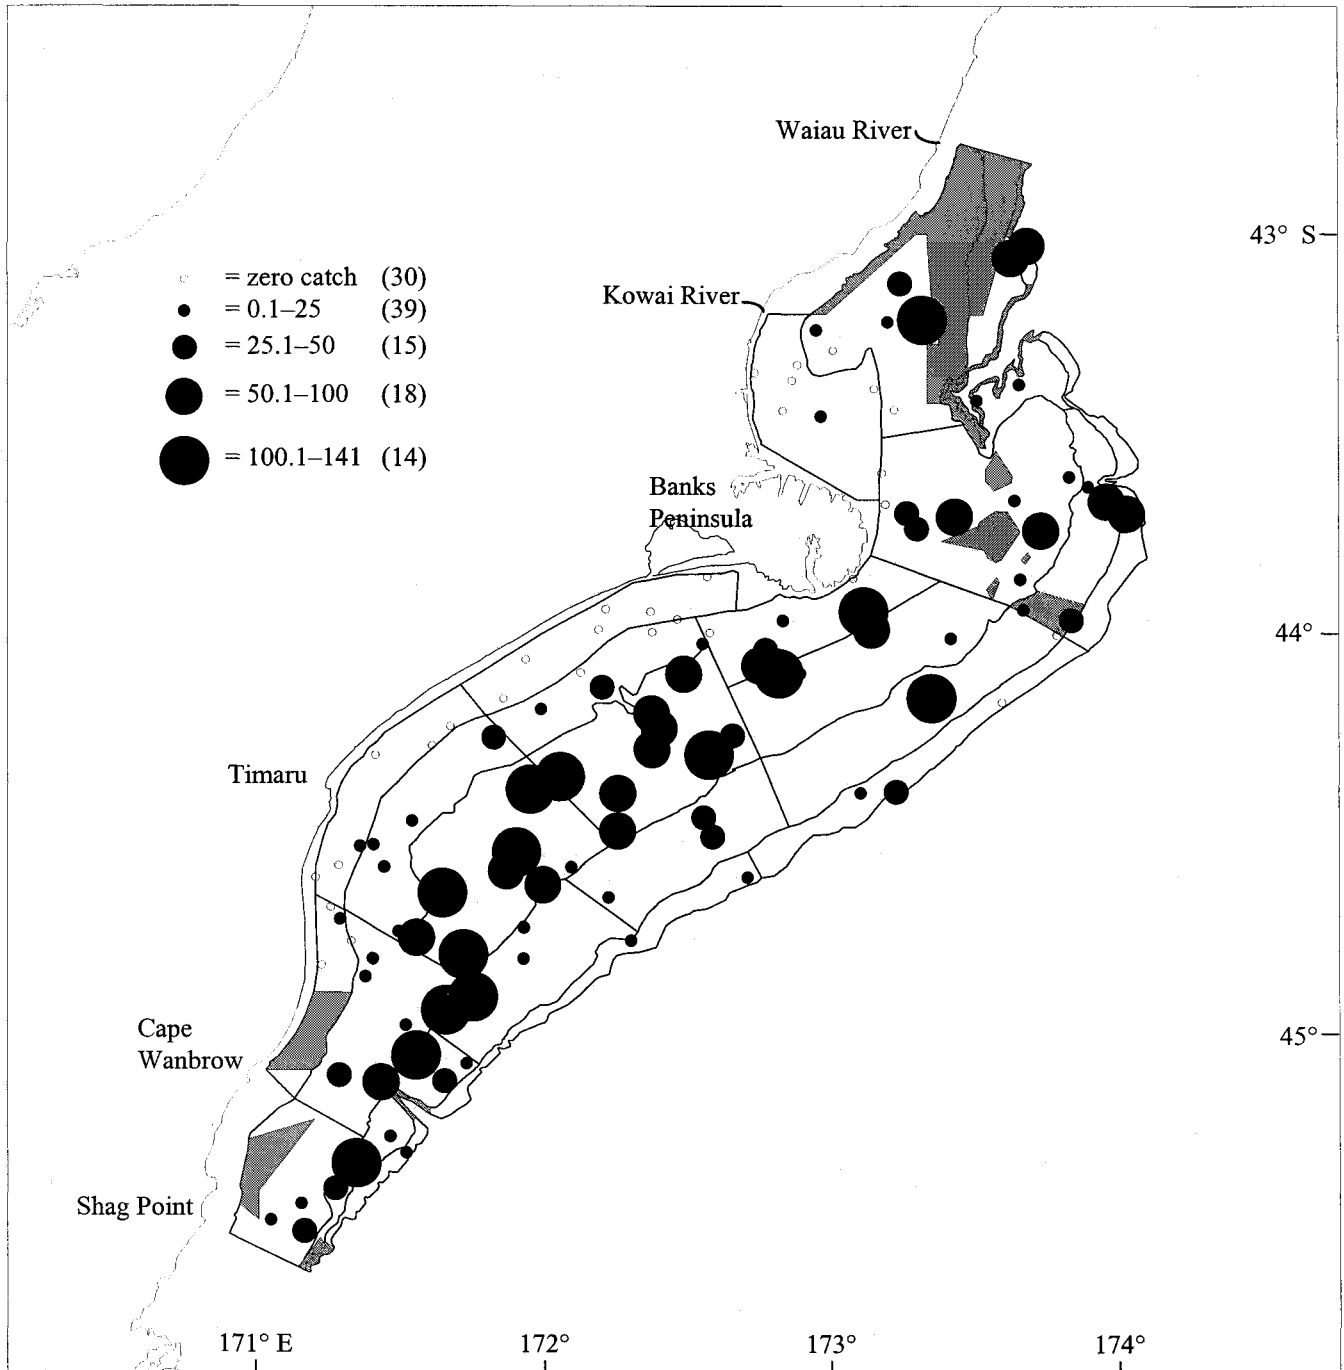 Waiau River
43° S
= zero catch (30)
Kowai River
= 0.1–25 (39)
= 25.1–50 (15)
= 50.1–100 (18)
= 100.1–141 (14)
Banks
Peninsula
44°
Timaru
Cape
Wanbrow
45°
Shag Point
171° E
172°
173°
174°